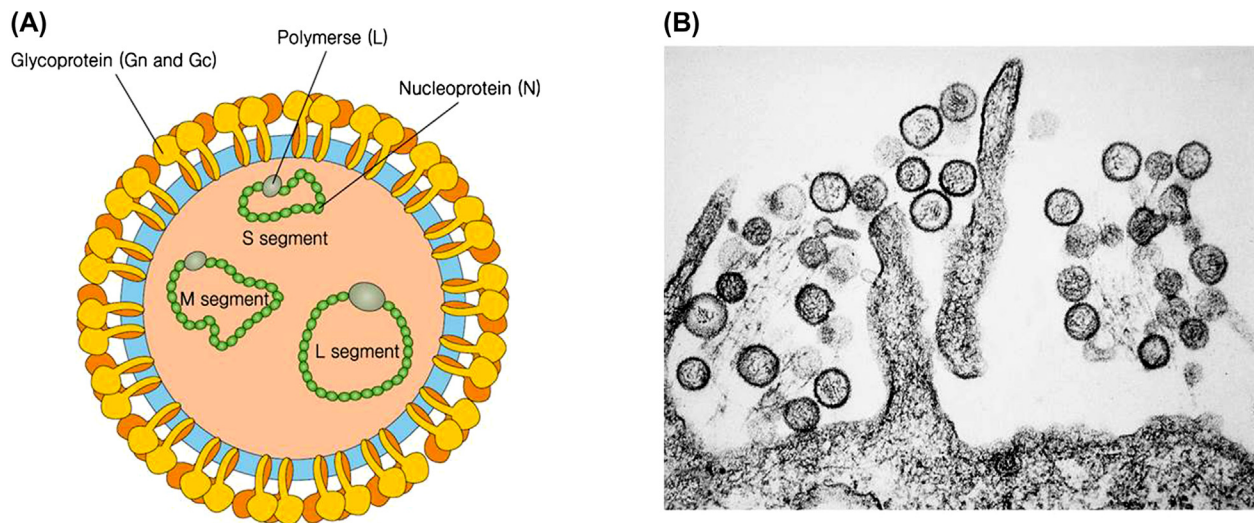 (A)
Polymerse (L)
Glycoprotein (Gn and Gc)
Nucleoprotein (N)
S segment
M segment
L segment
(B)